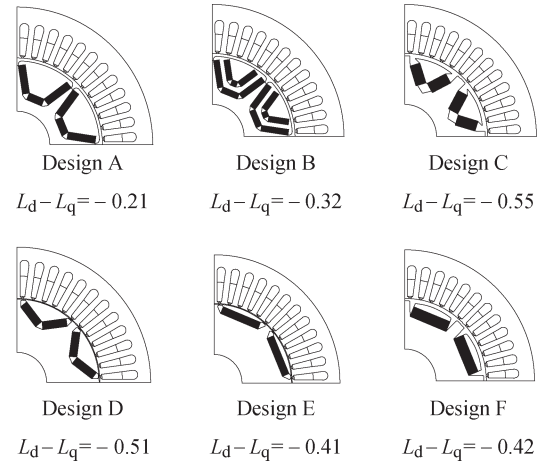 Design A Design B Design C
Ld – Lq = – 0.21 Ld – Lq = – 0.32 Ld – Lq = – 0.55
Design D Design E Design F
Ld – Lq = – 0.51 Ld – Lq = – 0.41 Ld – Lq = – 0.42